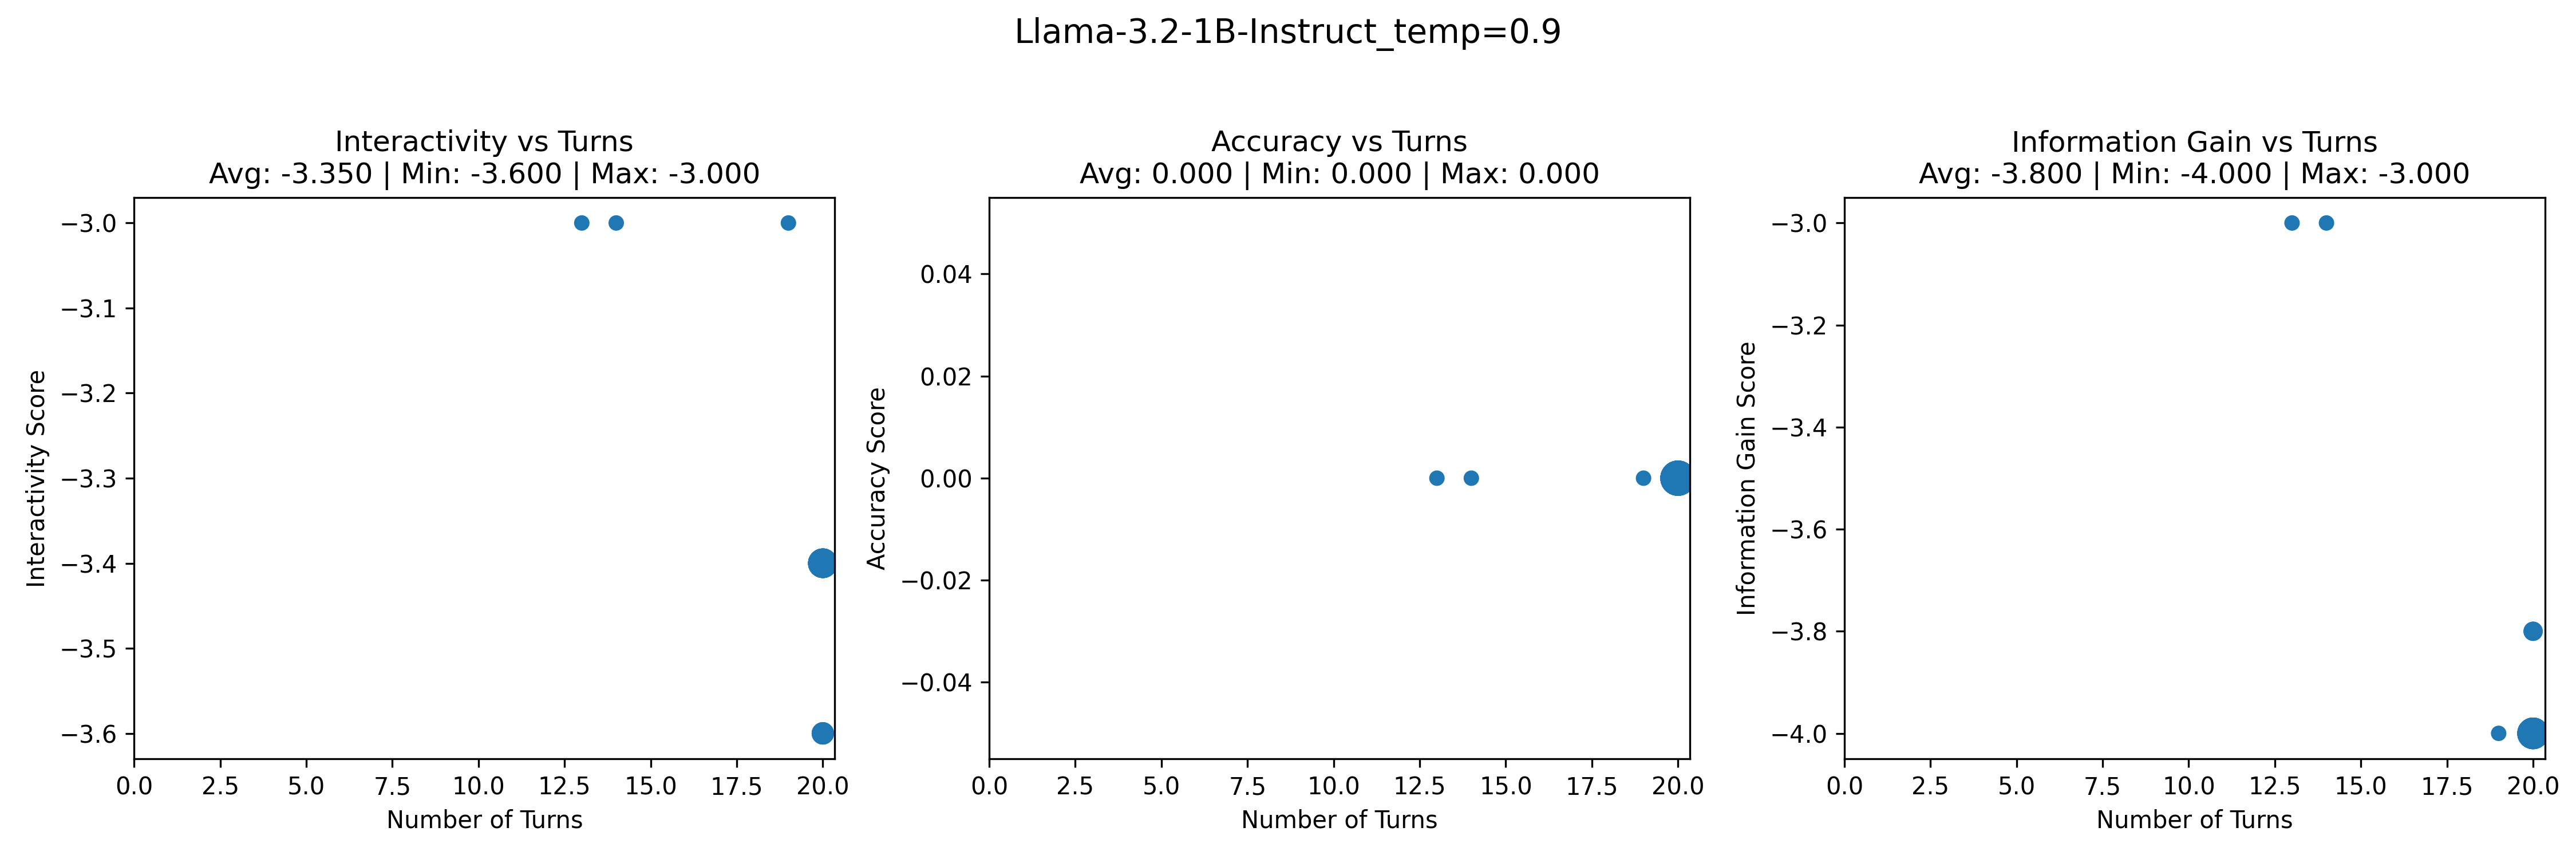 Llama-3.2-1B-Instruct_temp=0.9
Interactivity vs Turns
Avg: -3.350 | Min: -3.600 | Max: -3.000
Interactivity Score
−3.0
−3.1
−3.2
−3.3
−3.4
−3.5
−3.6
0.0 2.5 5.0 7.5 10.0 12.5 15.0 17.5 20.0
Number of Turns
Accuracy vs Turns
Avg: 0.000 | Min: 0.000 | Max: 0.000
Accuracy Score
0.04
0.02
0.00
−0.02
−0.04
0.0 2.5 5.0 7.5 10.0 12.5 15.0 17.5 20.0
Number of Turns
Information Gain vs Turns
Avg: -3.800 | Min: -4.000 | Max: -3.000
Information Gain Score
−3.0
−3.2
−3.4
−3.6
−3.8
−4.0
0.0 2.5 5.0 7.5 10.0 12.5 15.0 17.5 20.0
Number of Turns